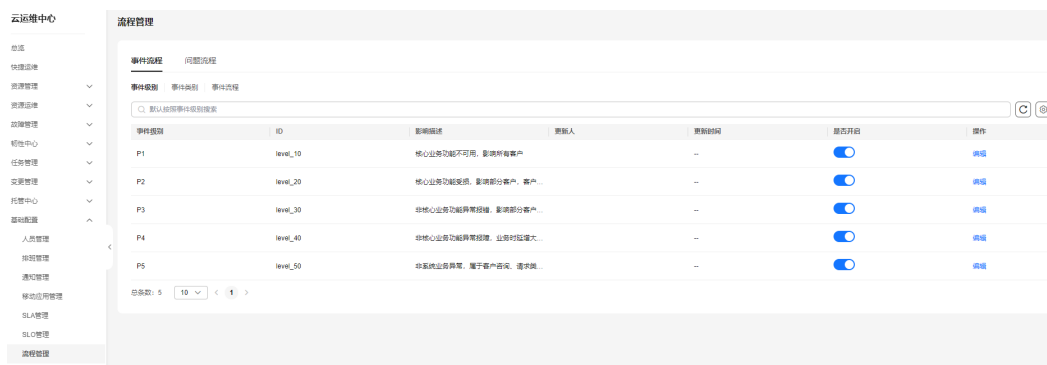 云运维中心
流程管理
总览
快捷运维
资源管理
资源运维
故障管理
韧性中心
任务管理
变更管理
托管中心
基础配置
人员管理
排班管理
通知管理
移动应用管理
SLA管理
SLO管理
流程管理
事件流程 问题流程
事件级别 事件类别 事件流程
默认按照事件级别搜索
事件级别 ID 影响描述 更新人 更新时间 是否开启 操作
P1 level_10 核心业务功能不可用，影响所有客户 -- 编辑
P2 level_20 核心业务功能受损，影响部分客户，客户... -- 编辑
P3 level_30 非核心业务功能异常报错，影响部分客户... -- 编辑
P4 level_40 非核心业务功能异常报障，业务时延增大... -- 编辑
P5 level_50 非系统业务异常，属于客户咨询、请求类... -- 编辑
总条数：5 10 1